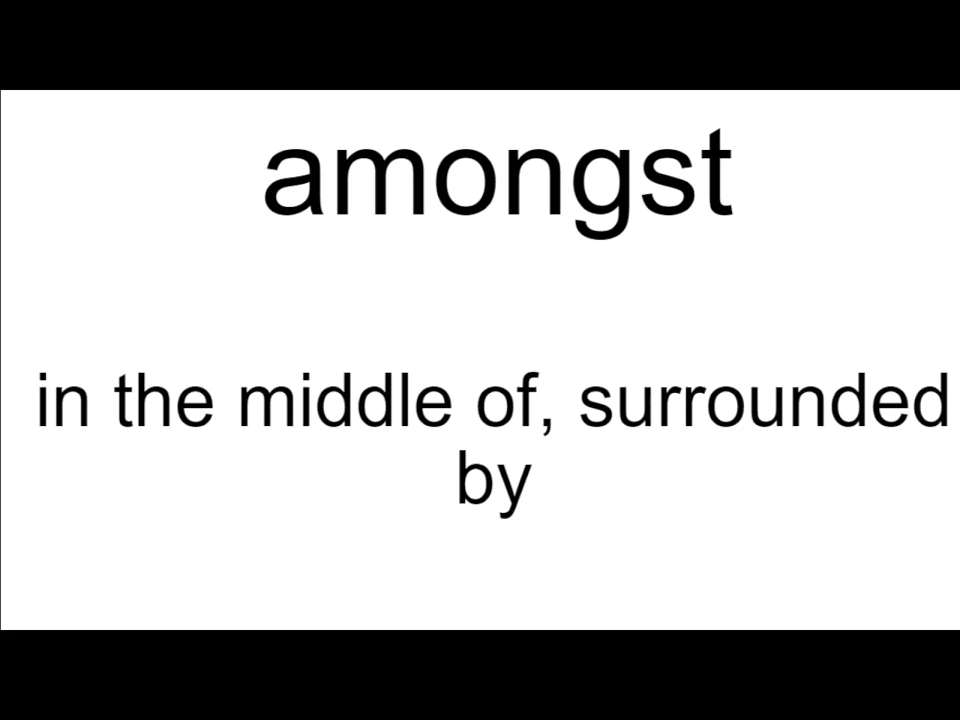 amongst
in the middle of, surrounded
by